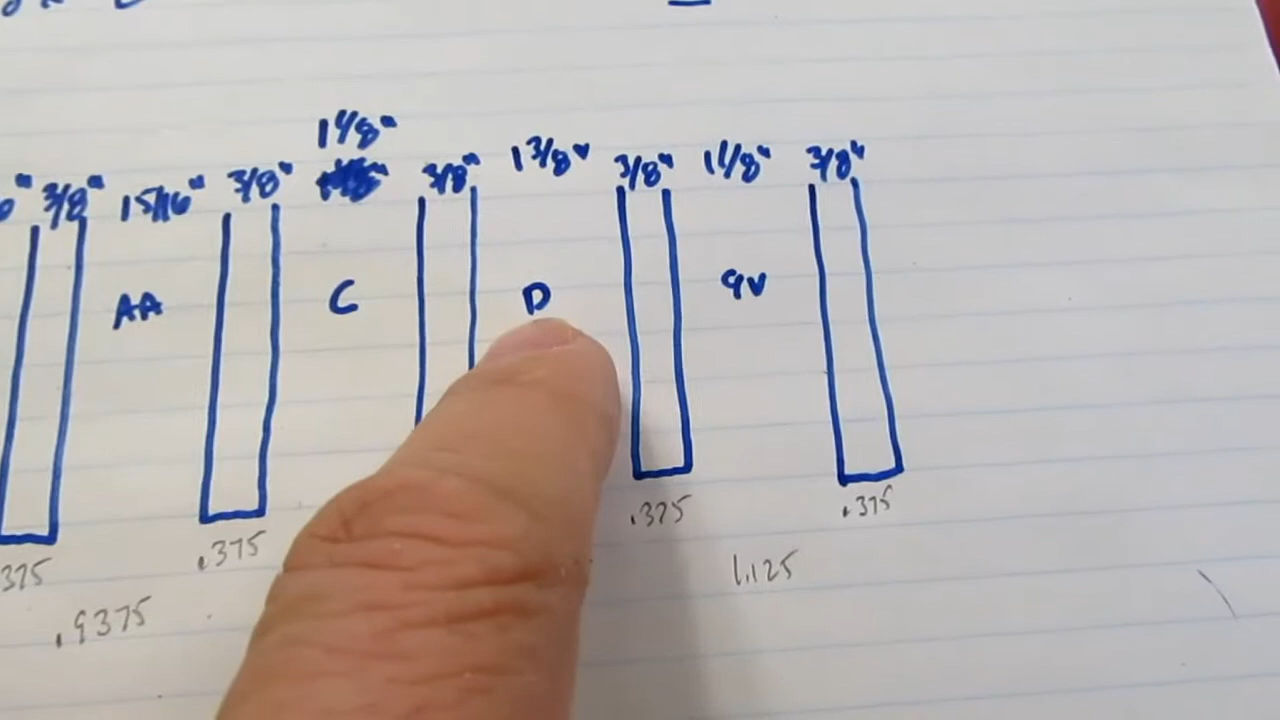 1 1/8"
3/8" 15/16" 3/8" 3/8" 1 3/8" 3/8" 1 1/8" 3/8"
AA C D 9V
.375 .375 .375
375 1.125
.9375